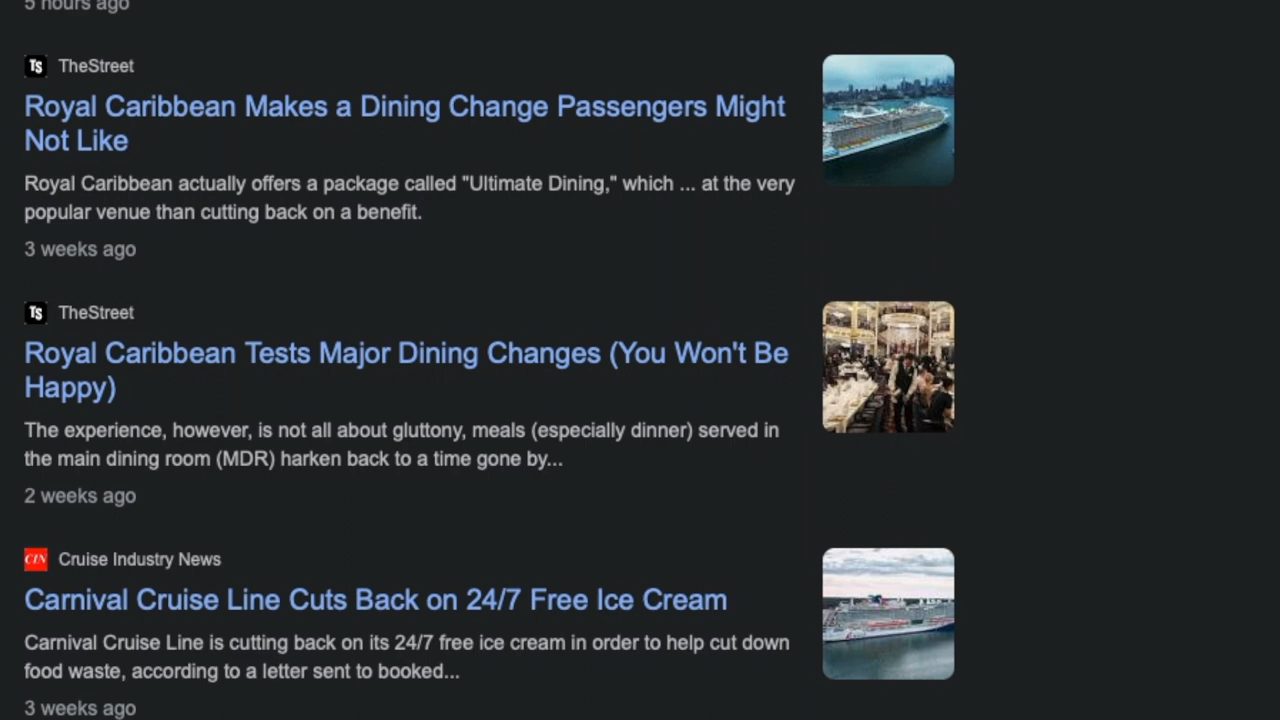 5 hours ago
TS TheStreet
Royal Caribbean Makes a Dining Change Passengers Might
Not Like
Royal Caribbean actually offers a package called "Ultimate Dining," which ... at the very
popular venue than cutting back on a benefit.
3 weeks ago
TS TheStreet
Royal Caribbean Tests Major Dining Changes (You Won't Be
Happy)
The experience, however, is not all about gluttony, meals (especially dinner) served in
the main dining room (MDR) harken back to a time gone by...
2 weeks ago
CIN Cruise Industry News
Carnival Cruise Line Cuts Back on 24/7 Free Ice Cream
Carnival Cruise Line is cutting back on its 24/7 free ice cream in order to help cut down
food waste, according to a letter sent to booked...
3 weeks ago